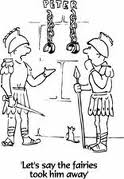 PETER
'Let's say the fairies
took him away'